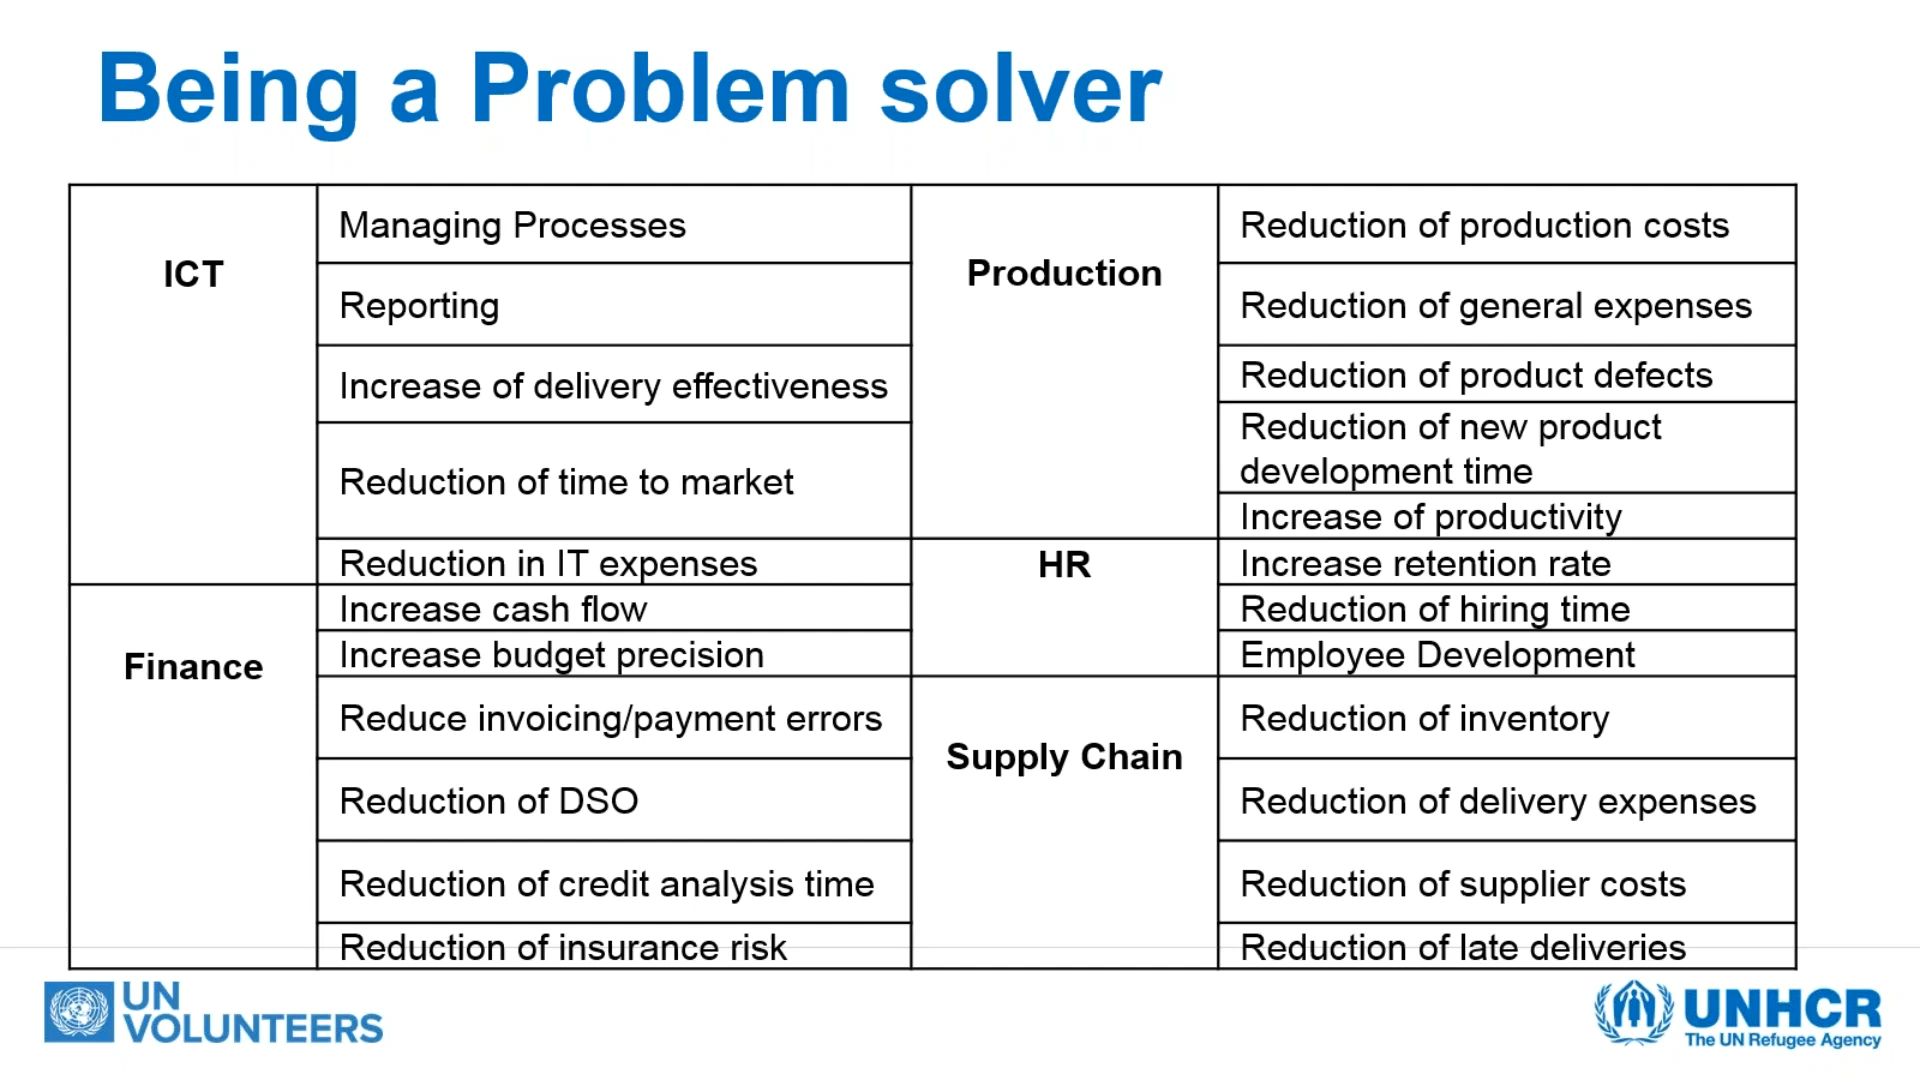 Being a Problem solver
ICT
Managing Processes
Reporting
Increase of delivery effectiveness
Reduction of time to market
Reduction in IT expenses
Finance
Increase cash flow
Increase budget precision
Reduce invoicing/payment errors
Reduction of DSO
Reduction of credit analysis time
Reduction of insurance risk
Production
Reduction of production costs
Reduction of general expenses
Reduction of product defects
Reduction of new product
development time
Increase of productivity
HR
Increase retention rate
Reduction of hiring time
Employee Development
Supply Chain
Reduction of inventory
Reduction of delivery expenses
Reduction of supplier costs
Reduction of late deliveries
UN
VOLUNTEERS
UNHCR
The UN Refugee Agency